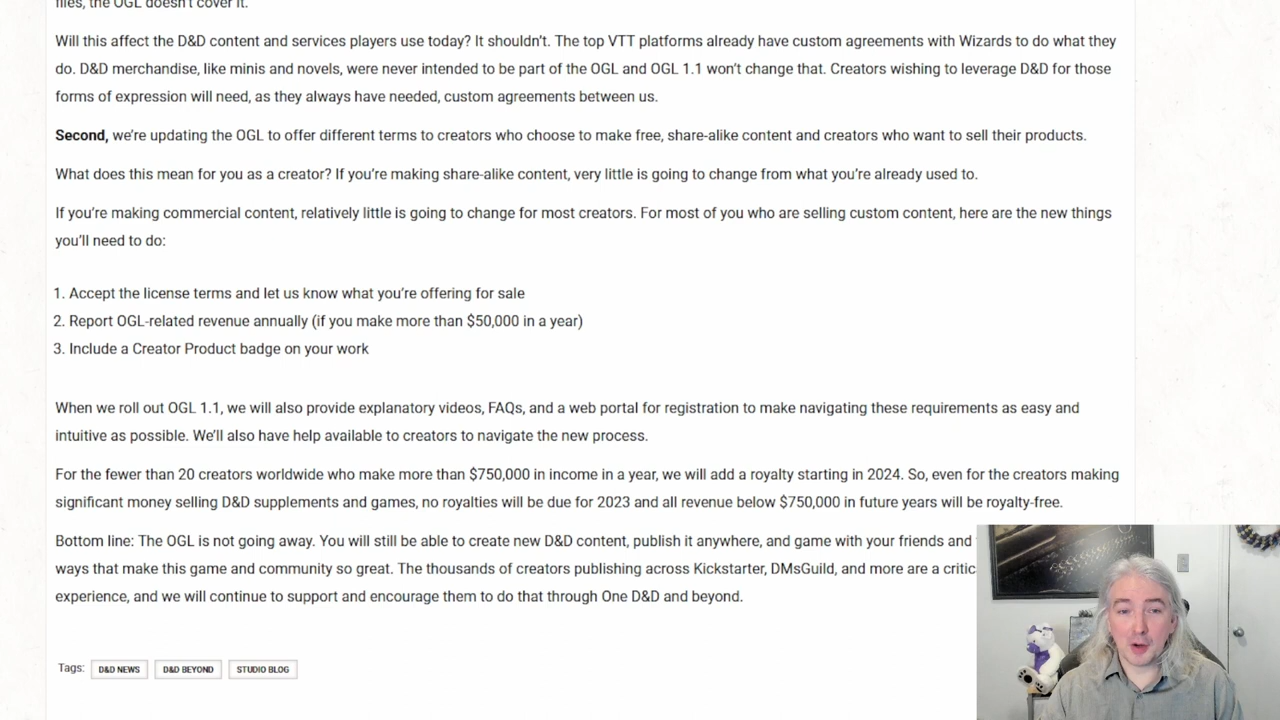 files, the OGL doesn't cover it.
Will this affect the D&D content and services players use today? It shouldn't. The top VTT platforms already have custom agreements with Wizards to do what they
do. D&D merchandise, like minis and novels, were never intended to be part of the OGL and OGL 1.1 won't change that. Creators wishing to leverage D&D for those
forms of expression will need, as they always have needed, custom agreements between us.
Second, we're updating the OGL to offer different terms to creators who choose to make free, share-alike content and creators who want to sell their products.
What does this mean for you as a creator? If you're making share-alike content, very little is going to change from what you're already used to.
If you're making commercial content, relatively little is going to change for most creators. For most of you who are selling custom content, here are the new things
you'll need to do:
1. Accept the license terms and let us know what you're offering for sale
2. Report OGL-related revenue annually (if you make more than $50,000 in a year)
3. Include a Creator Product badge on your work
When we roll out OGL 1.1, we will also provide explanatory videos, FAQs, and a web portal for registration to make navigating these requirements as easy and
intuitive as possible. We'll also have help available to creators to navigate the new process.
For the fewer than 20 creators worldwide who make more than $750,000 in income in a year, we will add a royalty starting in 2024. So, even for the creators making
significant money selling D&D supplements and games, no royalties will be due for 2023 and all revenue below $750,000 in future years will be royalty-free.
Bottom line: The OGL is not going away. You will still be able to create new D&D content, publish it anywhere, and game with your friends and
ways that make this game and community so great. The thousands of creators publishing across Kickstarter, DMsGuild, and more are a critic
experience, and we will continue to support and encourage them to do that through One D&D and beyond.
Tags: D&D NEWS D&D BEYOND STUDIO BLOG